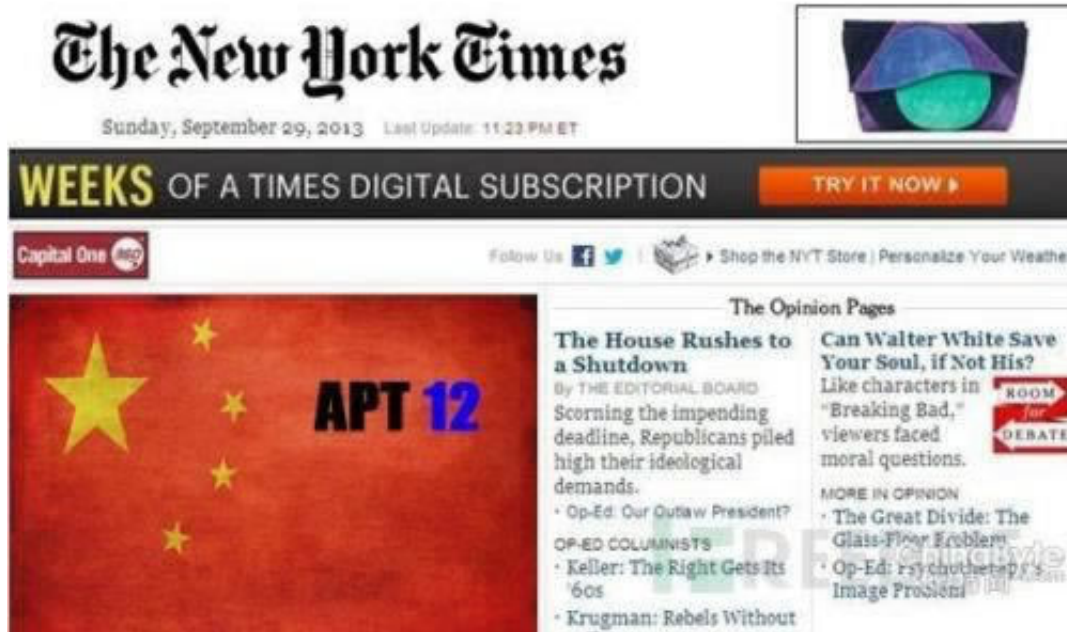 The New York Times
Sunday, September 29, 2013 Last Update: 11:23 PM ET
WEEKS OF A TIMES DIGITAL SUBSCRIPTION
TRY IT NOW
Capital One 360
Follow Us
Shop the NYT Store | Personalize Your Weathe
APT 12
The Opinion Pages
The House Rushes to
a Shutdown
By THE EDITORIAL BOARD
Scorning the impending
deadline, Republicans piled
high their ideological
demands.
· Op-Ed: Our Outlaw President?
OP-ED COLUMNISTS
· Keller: The Right Gets Its
'60s
· Krugman: Rebels Without
Can Walter White Save
Your Soul, if Not His?
Like characters in
"Breaking Bad,"
viewers faced
moral questions.
ROOM
for
DEBATE
MORE IN OPINION
· The Great Divide: The
Glass-Floor Problem
· Op-Ed: Psychotherapy's
Image Problem